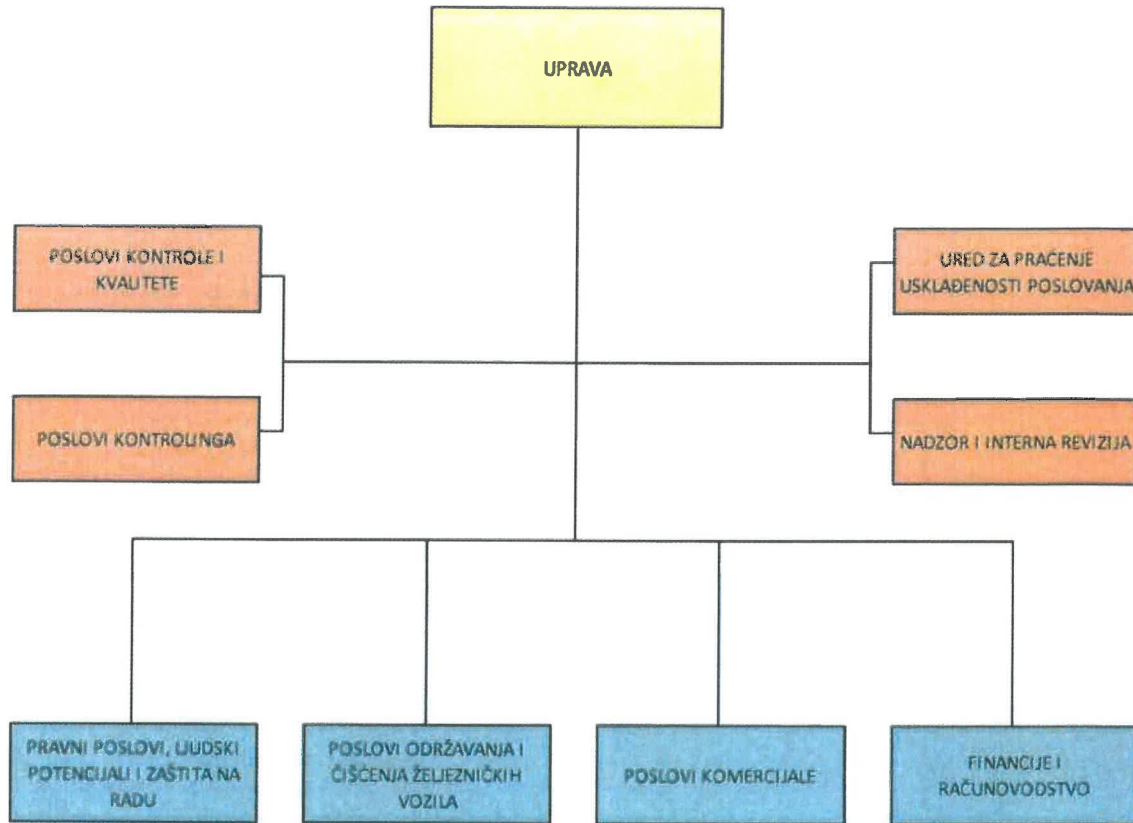 UPRAVA
POSLOVI KONTROLE I
KVALITETE
URED ZA PRAĆENJE
USKLAĐENOSTI POSLOVANJA
POSLOVI KONTROLINGA
NADZOR I INTERNA REVIZIJA
PRAVNI POSLOVI, LJUDSKI
POTENCIJALI I ZAŠTITA NA
RADU
POSLOVI ODRŽAVANJA I
ČIŠĆENJA ŽELJEZNIČKIH
VOZILA
POSLOVI KOMERCIJALE
FINANCIJE I
RAČUNOVODSTVO